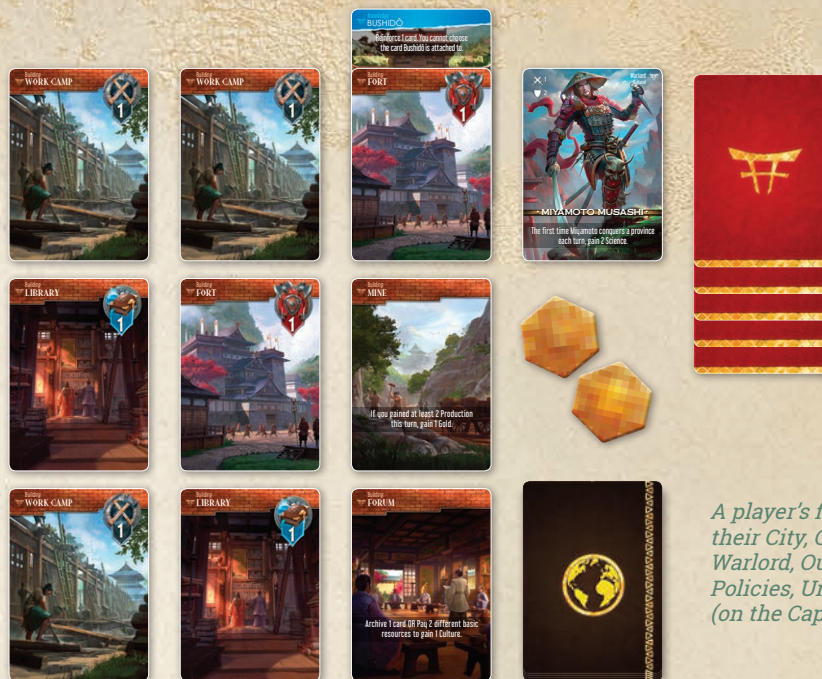 BUSHIDŌ
Reinforce 1 card. You cannot choose
the card Bushidō is attached to.
Building
WORK CAMP
1
Building
WORK CAMP
1
Building
FORT
1
1
2
Warlord
MIYAMOTO MUSASHI
The first time Miyamoto conquers a province
each turn, gain 2 Science.
Building
LIBRARY
1
Building
FORT
1
Building
MINE
If you gained at least 2 Production
this turn, gain 1 Gold.
Building
WORK CAMP
1
Building
LIBRARY
1
Building
FORUM
Archive 1 card OR Pay 2 different basic
resources to gain 1 Culture.
A player's f
their City, C
Warlord, Ou
Policies, Un
(on the Cap